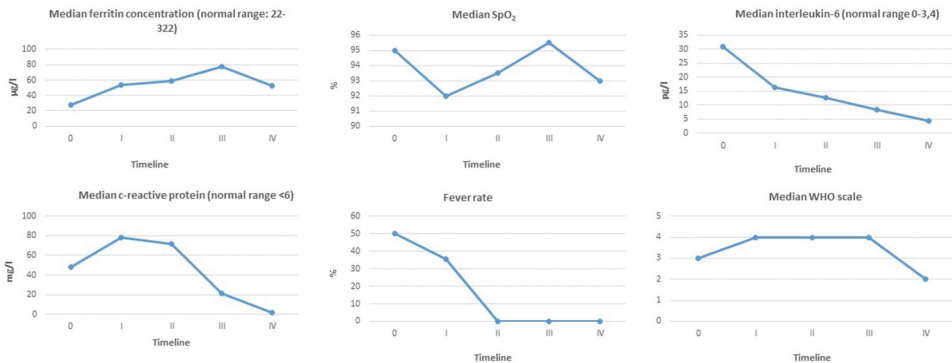 Median ferritin concentration (normal range: 22-
322)
100
80
60
40
20
0
µg/l
0 I II III IV
Timeline
Median SpO₂
96
95
94
93
92
91
90
%
0 I II III IV
Timeline
Median interleukin-6 (normal range 0-3,4)
35
30
25
20
15
10
5
0
pg/l
0 I II III IV
Timeline
Median c-reactive protein (normal range <6)
100
80
60
40
20
0
mg/l
0 I II III IV
Timeline
Fever rate
60
50
40
30
20
10
0
%
0 I II III IV
Timeline
Median WHO scale
5
4
3
2
1
0
0 I II III IV
Timeline